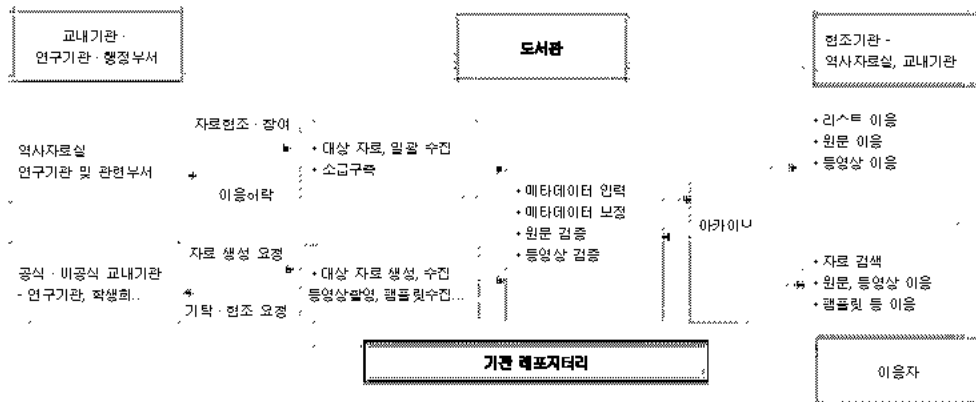 교내기관 ·
연구기관 · 행정부서
도서관
협조기관 -
역사자료실, 교내기관
자료협조 · 참여
역사자료실
연구기관 및 관련부서
이용허락
• 대상 자료, 일괄 수집
• 소급구축
• 메타데이터 입력
• 메타데이터 보정
• 원문 검증
• 동영상 검증
아카이브
• 리스트 이용
• 원문 이용
• 동영상 이용
자료 생성 요청
공식 · 비공식 교내기관
- 연구기관, 학생회..
기탁 · 협조 요청
• 대상 자료 생성, 수집
동영상촬영, 팸플릿수집...
• 자료 검색
• 원문, 동영상 이용
• 팸플릿 등 이용
기관 레포지터리
이용자